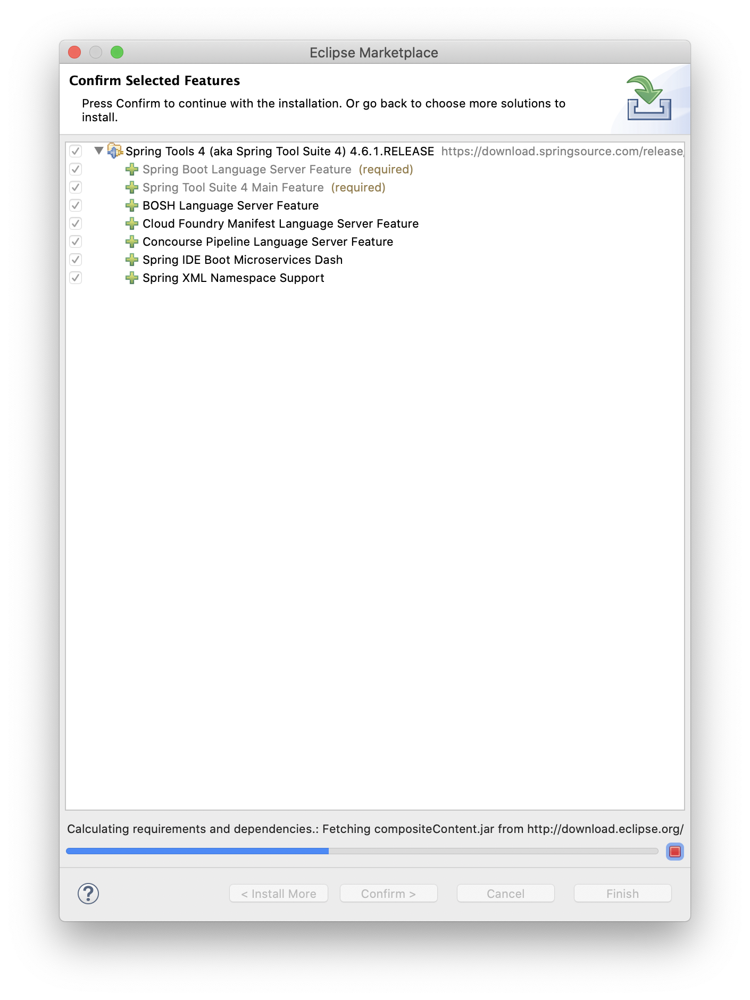 Eclipse Marketplace
Confirm Selected Features
Press Confirm to continue with the installation. Or go back to choose more solutions to
install.
Spring Tools 4 (aka Spring Tool Suite 4) 4.6.1.RELEASE https://download.springsource.com/release/
Spring Boot Language Server Feature (required)
Spring Tool Suite 4 Main Feature (required)
BOSH Language Server Feature
Cloud Foundry Manifest Language Server Feature
Concourse Pipeline Language Server Feature
Spring IDE Boot Microservices Dash
Spring XML Namespace Support
Calculating requirements and dependencies.: Fetching compositeContent.jar from http://download.eclipse.org/
?
< Install More
Confirm >
Cancel
Finish